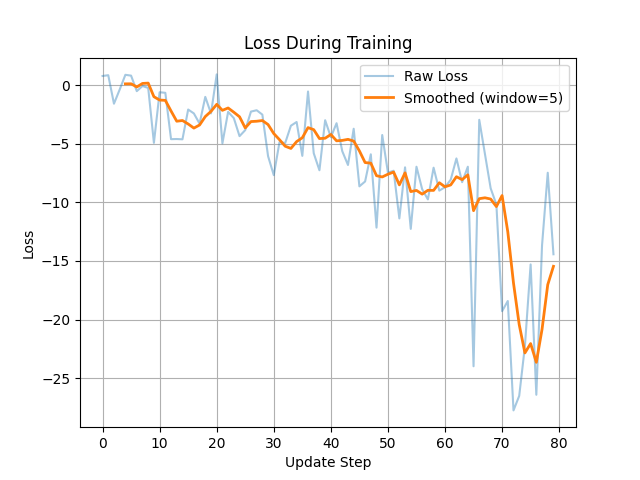 Loss During Training
Raw Loss
Smoothed (window=5)
Loss
0
−5
−10
−15
−20
−25
0 10 20 30 40 50 60 70 80
Update Step